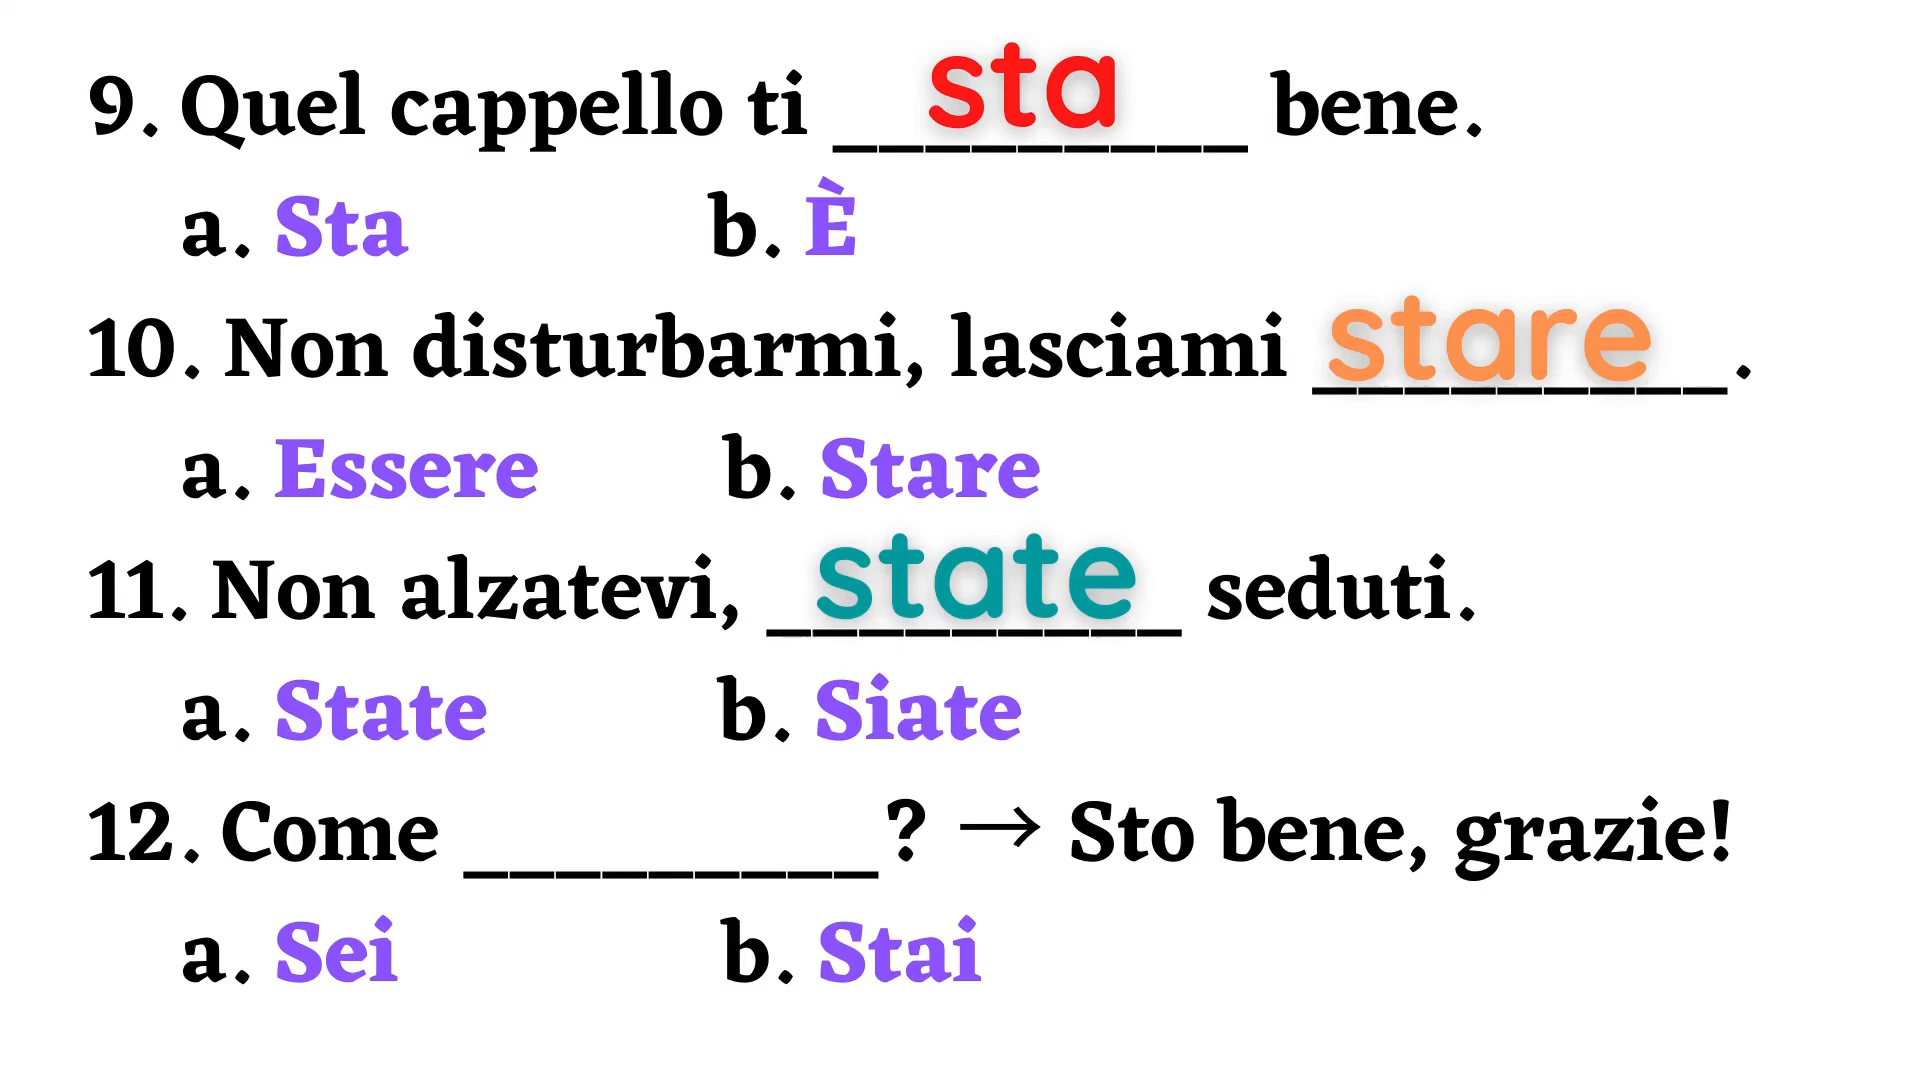 9. Quel cappello ti sta bene.
a. Sta b. È
10. Non disturbarmi, lasciami stare.
a. Essere b. Stare
11. Non alzatevi, state seduti.
a. State b. Siate
12. Come _________? → Sto bene, grazie!
a. Sei b. Stai